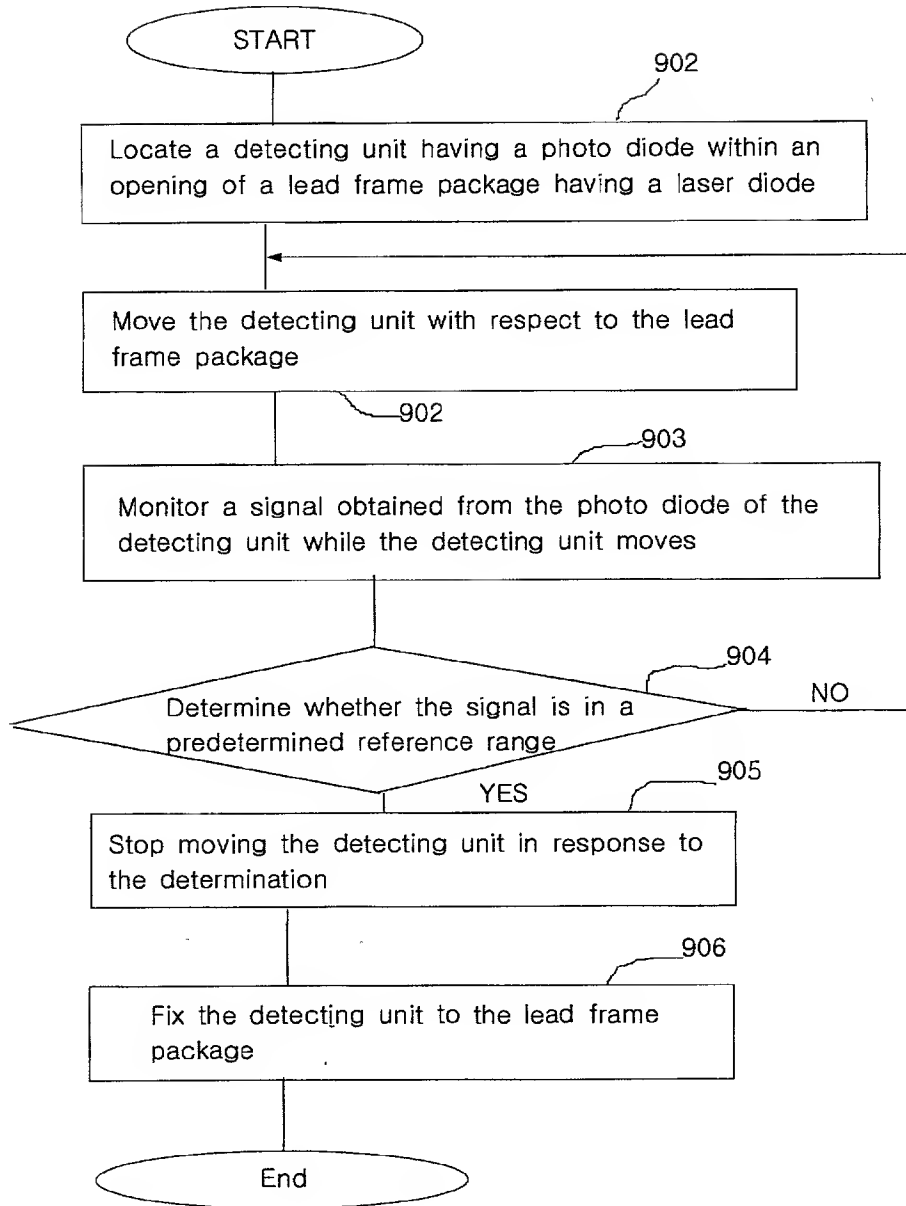 START
902
Locate a detecting unit having a photo diode within an
opening of a lead frame package having a laser diode
Move the detecting unit with respect to the lead
frame package
902
903
Monitor a signal obtained from the photo diode of the
detecting unit while the detecting unit moves
904
Determine whether the signal is in a
predetermined reference range
NO
YES
905
Stop moving the detecting unit in response to
the determination
906
Fix the detecting unit to the lead frame
package
End